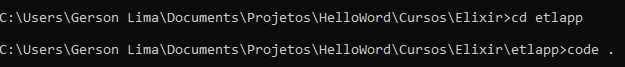 C:\Users\Gerson Lima\Documents\Projetos\HelloWord\Cursos\Elixir>cd etlapp
C:\Users\Gerson Lima\Documents\Projetos\HelloWord\Cursos\Elixir\etlapp>code .